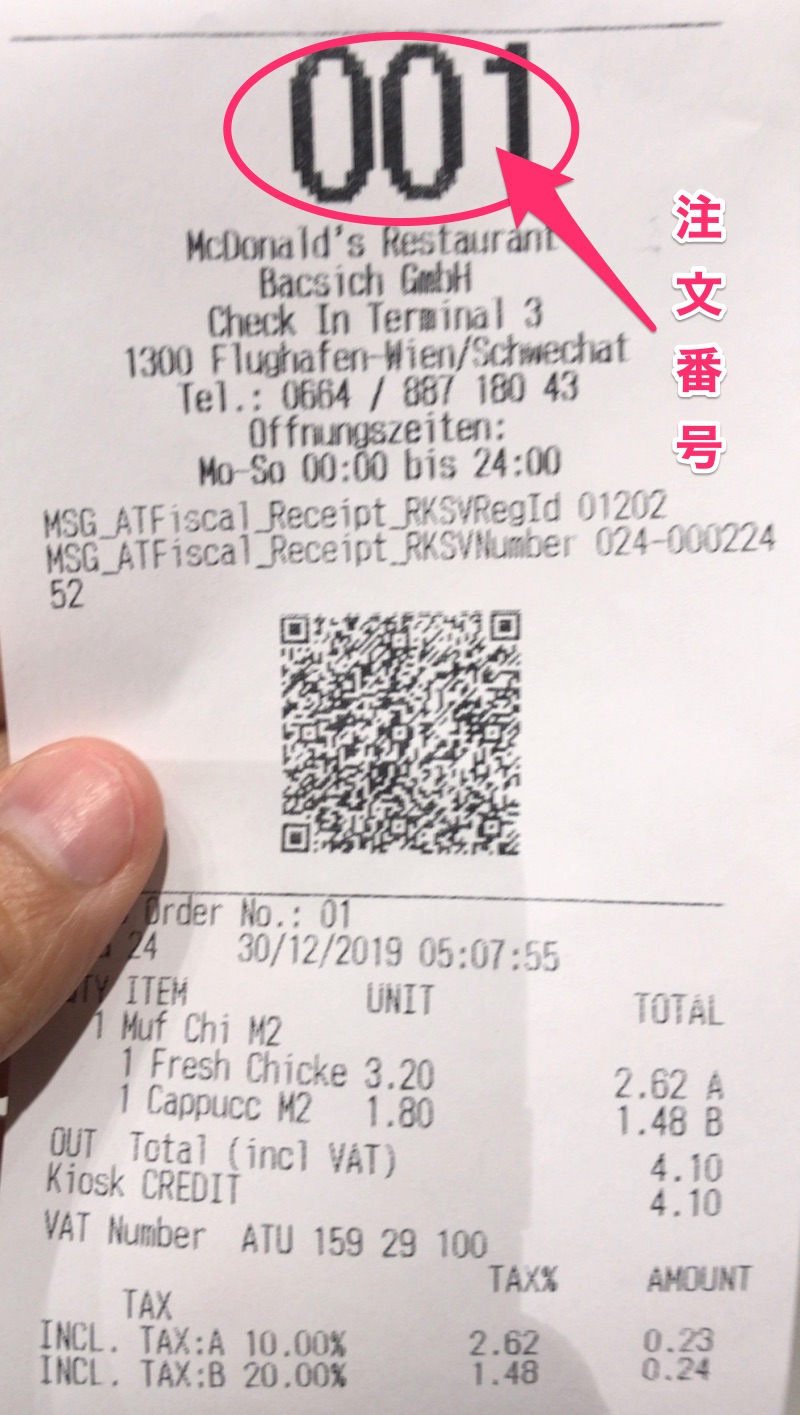 001
注文番号
McDonald's Restaurant
Bacsich GmbH
Check In Terminal 3
1300 Flughafen-Wien/Schwechat
Tel.: 0664 / 887 180 43
Öffnungszeiten:
Mo-So 00:00 bis 24:00
MSG_ATFiscal_Receipt_RKSVRegId 01202
MSG_ATFiscal_Receipt_RKSVNumber 024-000224
52
Order No.: 01
24 30/12/2019 05:07:55
ITEM UNIT TOTAL
1 Muf Chi M2
1 Fresh Chicke 3.20 2.62 A
1 Cappucc M2 1.80 1.48 B
OUT Total (incl VAT) 4.10
Kiosk CREDIT 4.10
VAT Number ATU 159 29 100
TAX TAX% AMOUNT
INCL. TAX:A 10.00% 2.62 0.23
INCL. TAX:B 20.00% 1.48 0.24